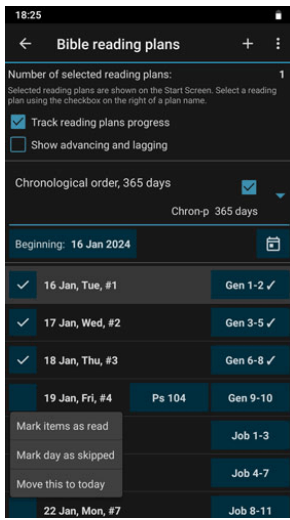 18:25
Bible reading plans
Number of selected reading plans: 1
Selected reading plans are shown on the Start Screen. Select a reading
plan using the checkbox on the right of a plan name.
Track reading plans progress
Show advancing and lagging
Chronological order, 365 days
Chron-p 365 days
Beginning: 16 Jan 2024
16 Jan, Tue, #1 Gen 1-2 ✓
17 Jan, Wed, #2 Gen 3-5 ✓
18 Jan, Thu, #3 Gen 6-8 ✓
19 Jan, Fri, #4 Ps 104 Gen 9-10
Mark items as read
Job 1-3
Mark day as skipped
Job 4-7
Move this to today
22 Jan, Mon, #7 Job 8-11